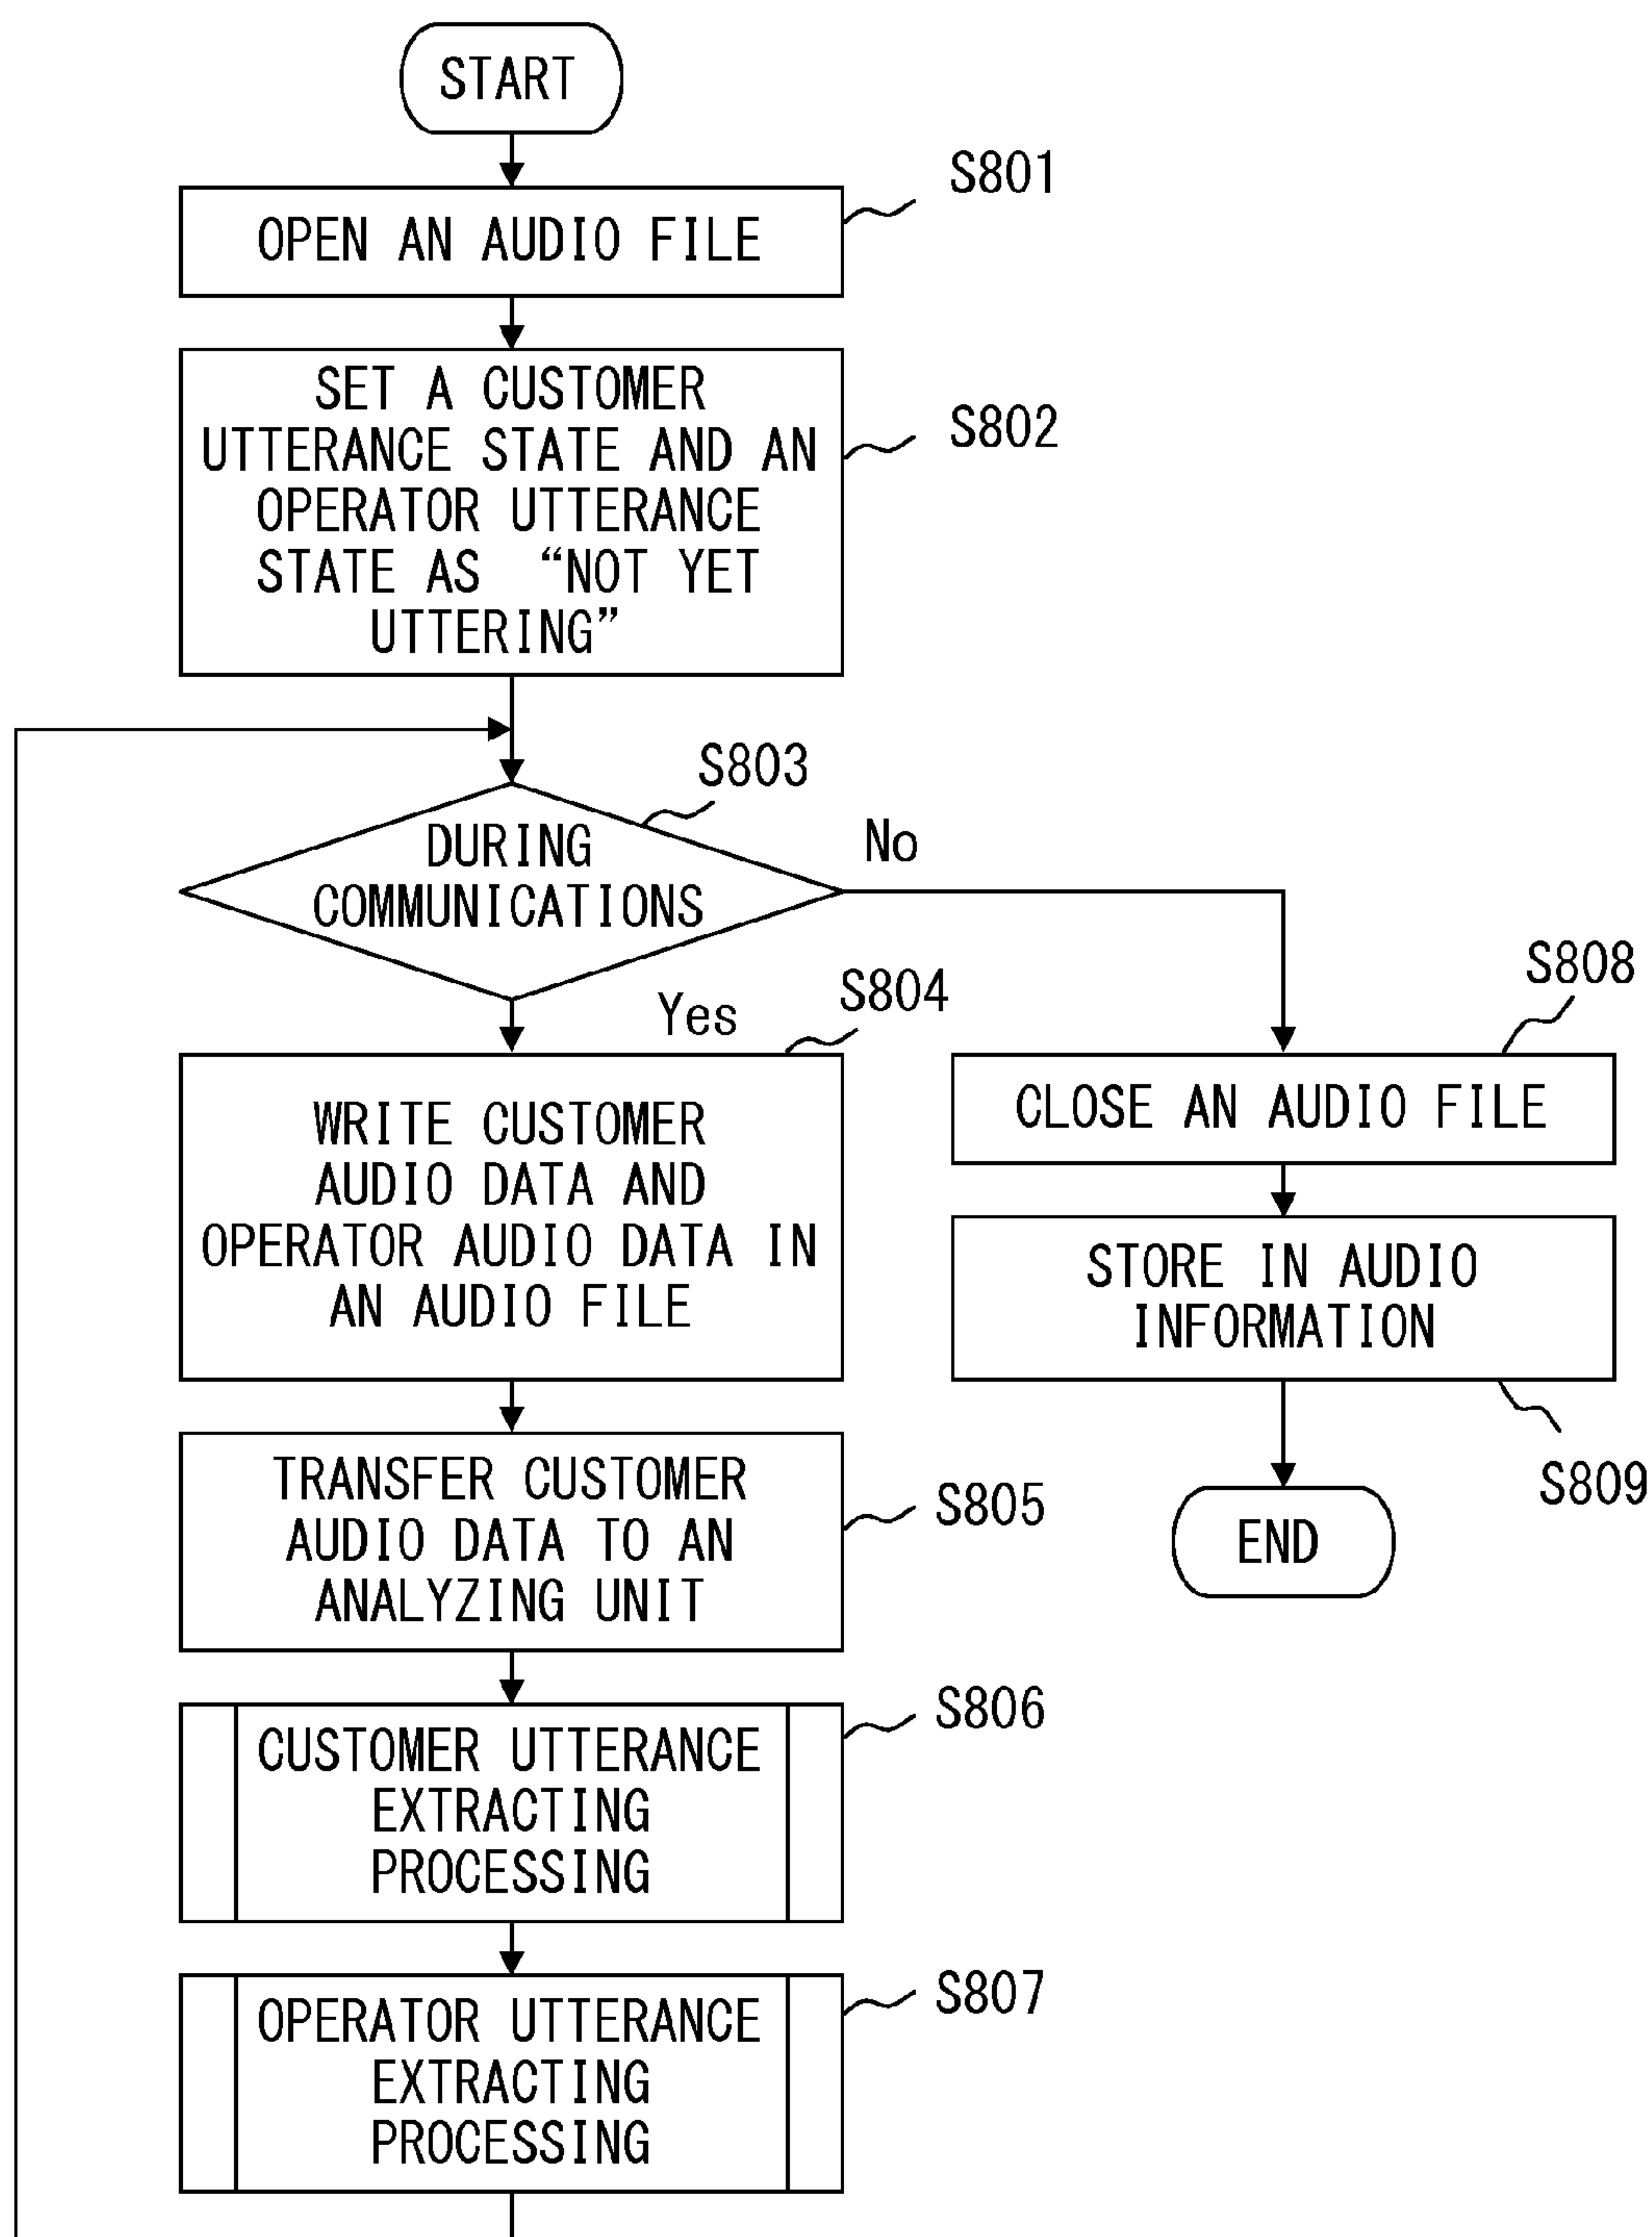 START
S801
OPEN AN AUDIO FILE
SET A CUSTOMER
UTTERANCE STATE AND AN
OPERATOR UTTERANCE
STATE AS “NOT YET
UTTERING”
S802
S803
DURING
COMMUNICATIONS
No
Yes
S804
WRITE CUSTOMER
AUDIO DATA AND
OPERATOR AUDIO DATA IN
AN AUDIO FILE
TRANSFER CUSTOMER
AUDIO DATA TO AN
ANALYZING UNIT
S805
CUSTOMER UTTERANCE
EXTRACTING
PROCESSING
S806
OPERATOR UTTERANCE
EXTRACTING
PROCESSING
S807
S808
CLOSE AN AUDIO FILE
STORE IN AUDIO
INFORMATION
S809
END